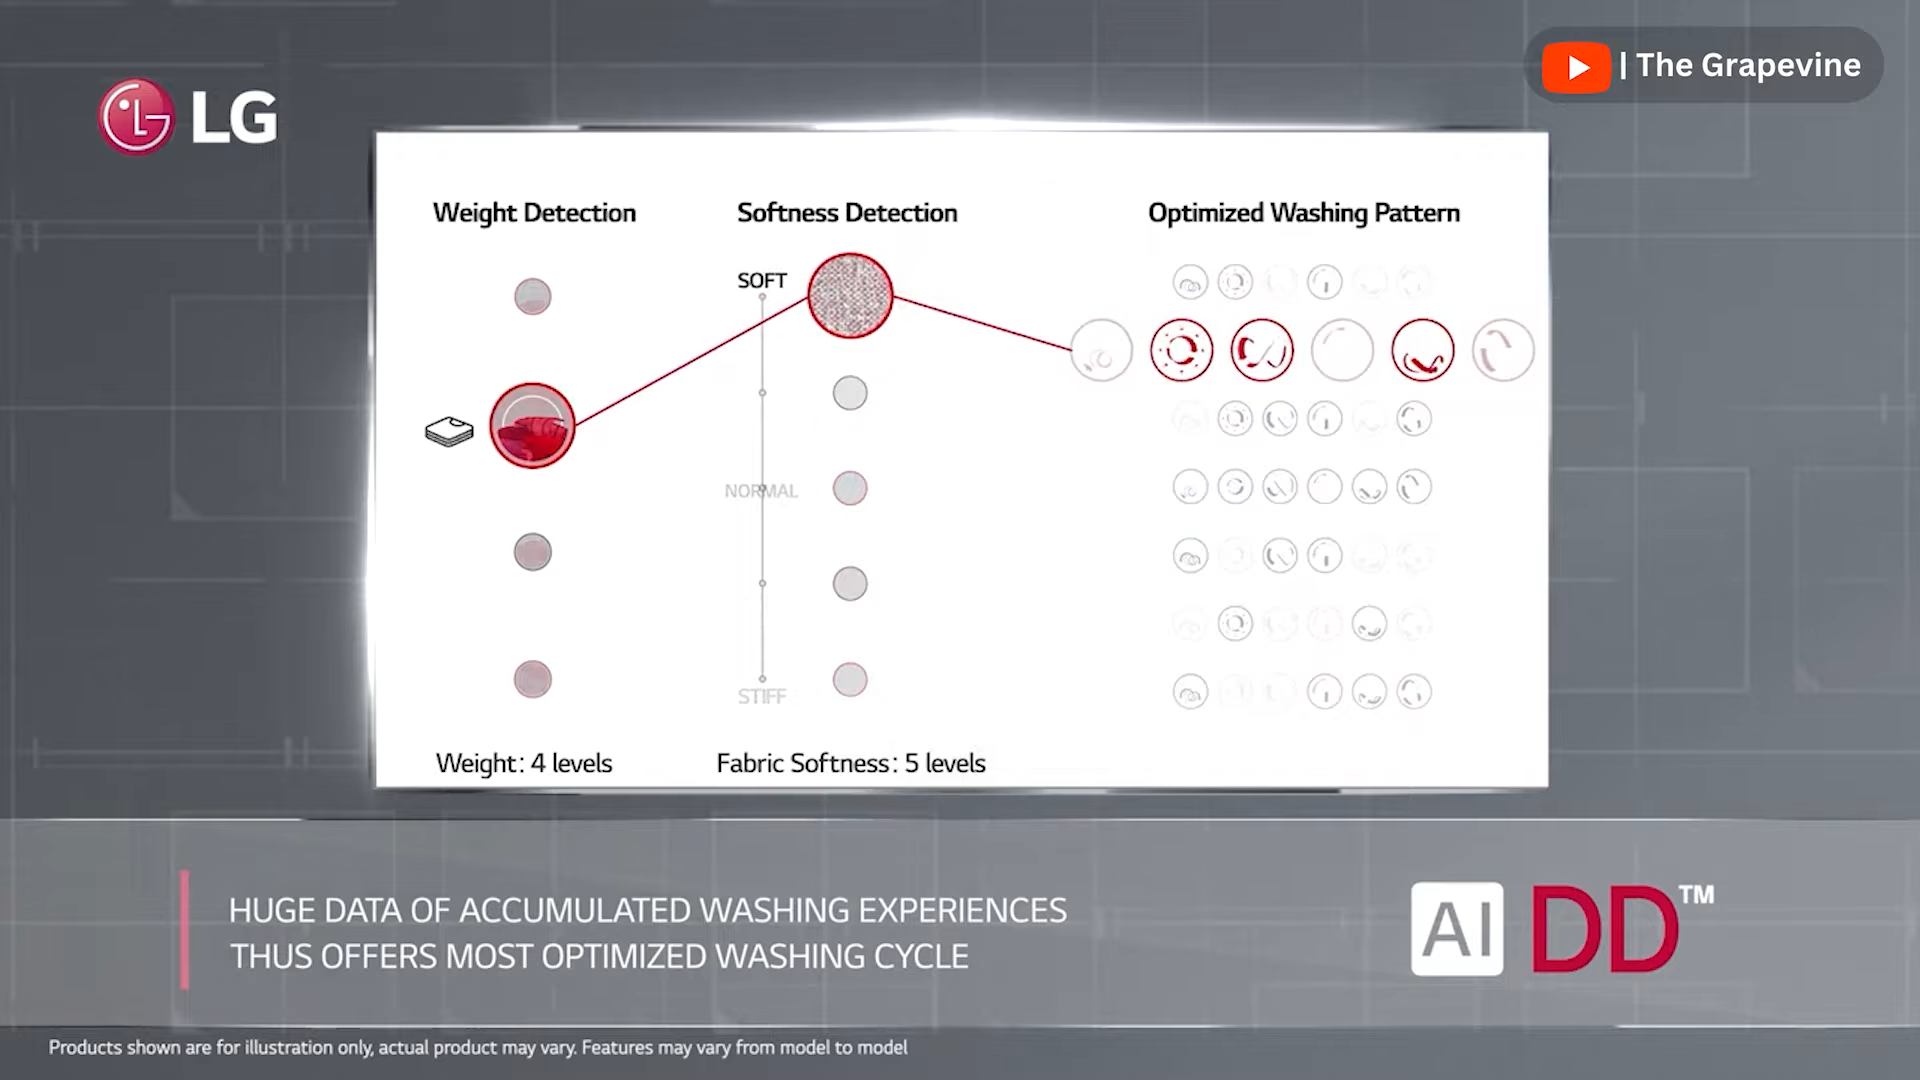 LG
| The Grapevine
Weight Detection
Softness Detection
Optimized Washing Pattern
SOFT
NORMAL
STIFF
Weight: 4 levels
Fabric Softness: 5 levels
HUGE DATA OF ACCUMULATED WASHING EXPERIENCES
THUS OFFERS MOST OPTIMIZED WASHING CYCLE
AI DD™
Products shown are for illustration only, actual product may vary. Features may vary from model to model